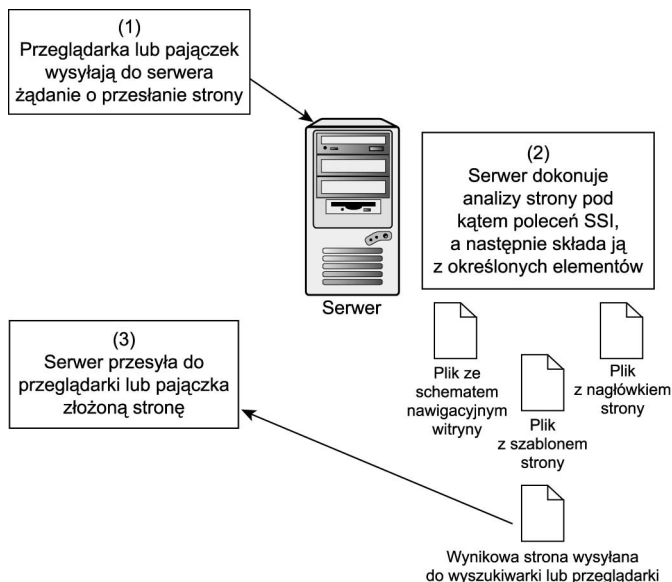 (1)
Przeglądarka lub pajączek
wysyłają do serwera
żądanie o przesłanie strony
Serwer
(2)
Serwer dokonuje
analizy strony pod
kątem poleceń SSI,
a następnie składa ją
z określonych elementów
(3)
Serwer przesyła do
przeglądarki lub pajączka
złożoną stronę
Plik ze
schematem
nawigacyjnym
witryny
Plik
z szablonem
strony
Plik
z nagłówkiem
strony
Wynikowa strona wysyłana
do wyszukiwarki lub przeglądarki